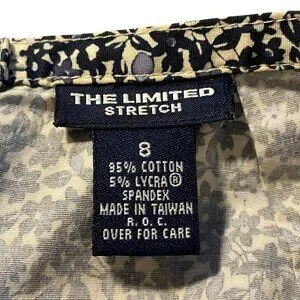 THE LIMITED
STRETCH
8
95% COTTON
5% LYCRA®
SPANDEX
MADE IN TAIWAN
R. O. C.
OVER FOR CARE